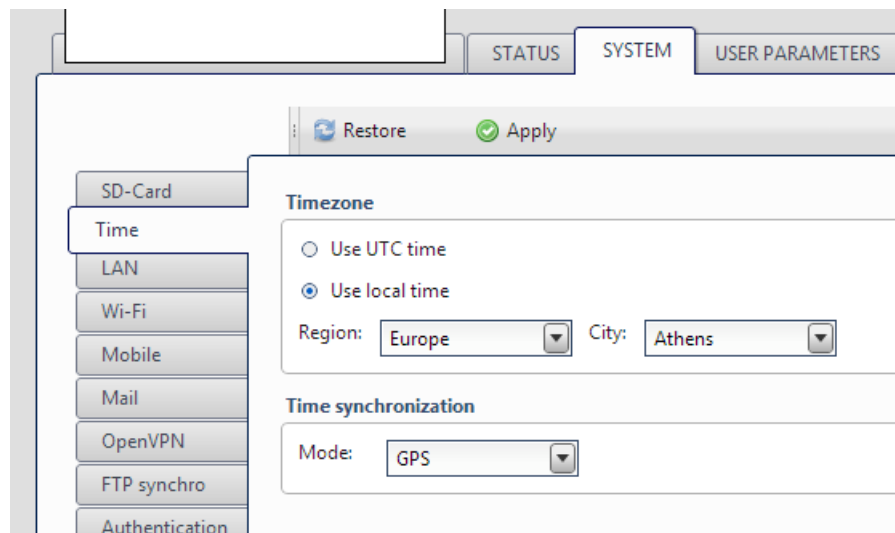 STATUS SYSTEM USER PARAMETERS
Restore Apply
SD-Card
Time
LAN
Wi-Fi
Mobile
Mail
OpenVPN
FTP synchro
Authentication
Timezone
Use UTC time
Use local time
Region: Europe City: Athens
Time synchronization
Mode: GPS